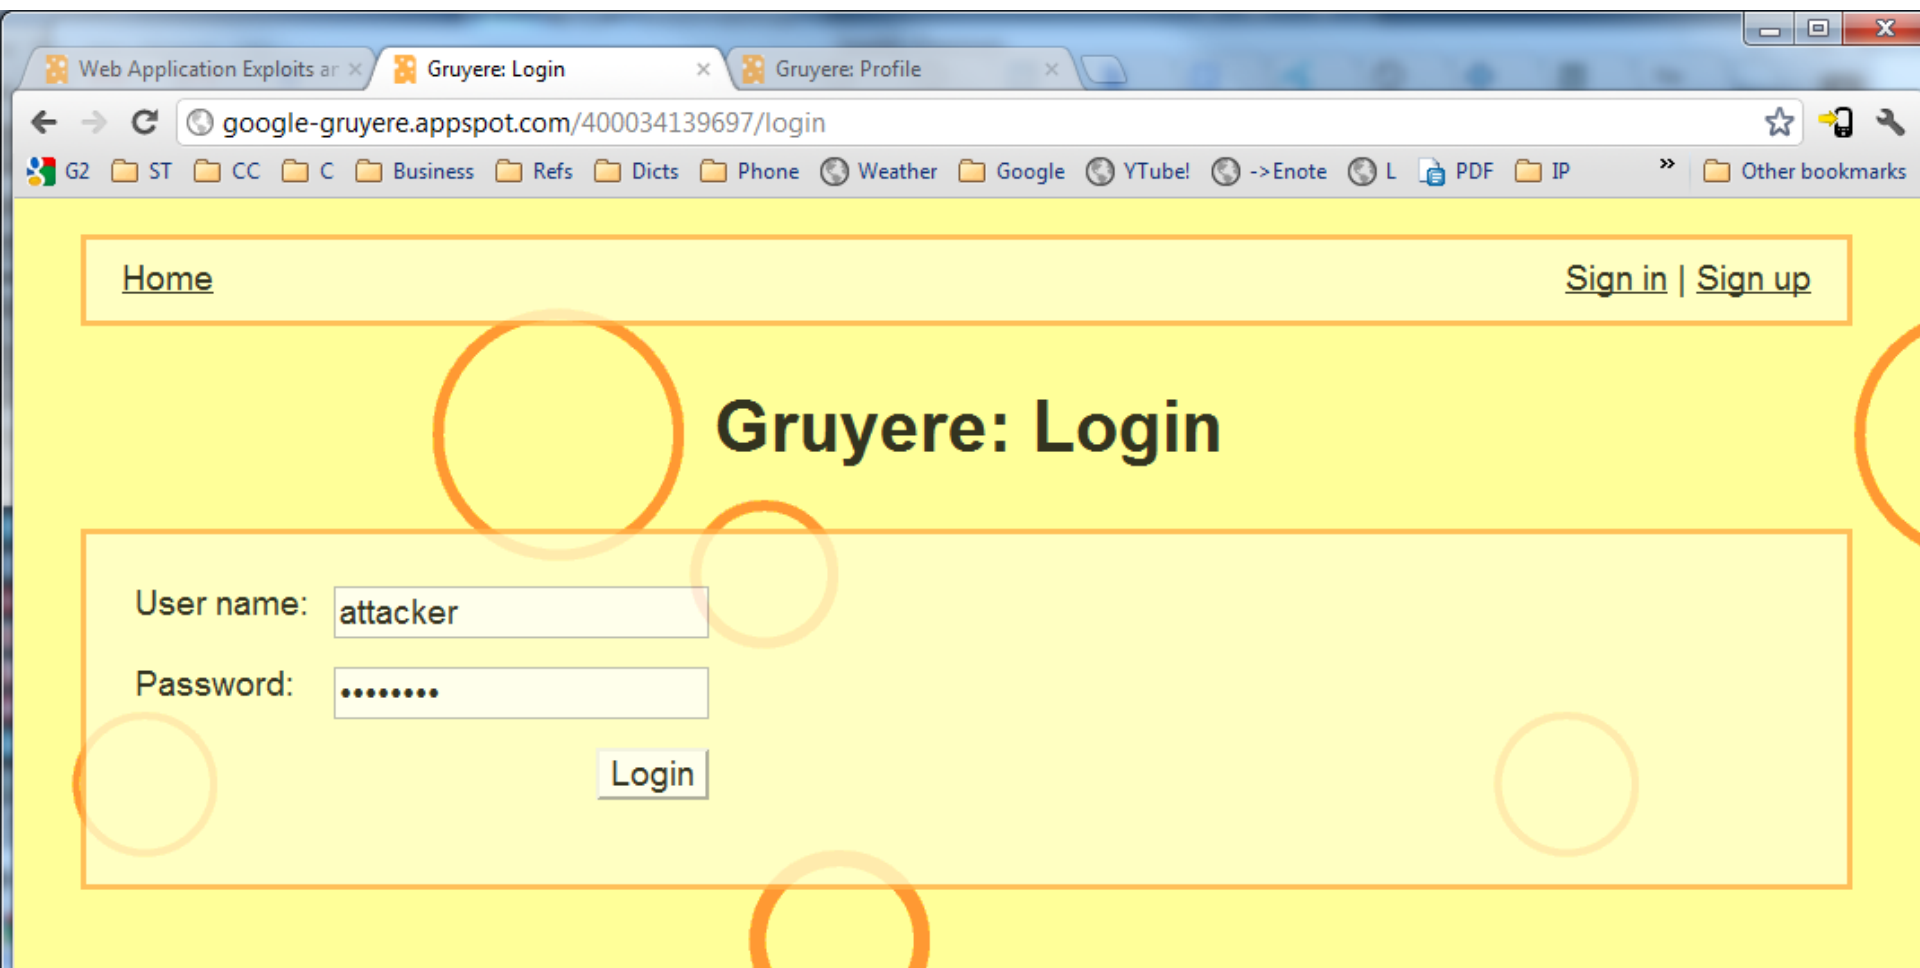 Web Application Exploits ar
Gruyere: Login
Gruyere: Profile
google-gruyere.appspot.com/400034139697/login
G2 ST CC C Business Refs Dicts Phone Weather Google YTube! ->Enote L PDF IP » Other bookmarks
Home Sign in | Sign up
Gruyere: Login
User name: attacker
Password: ••••••••
Login